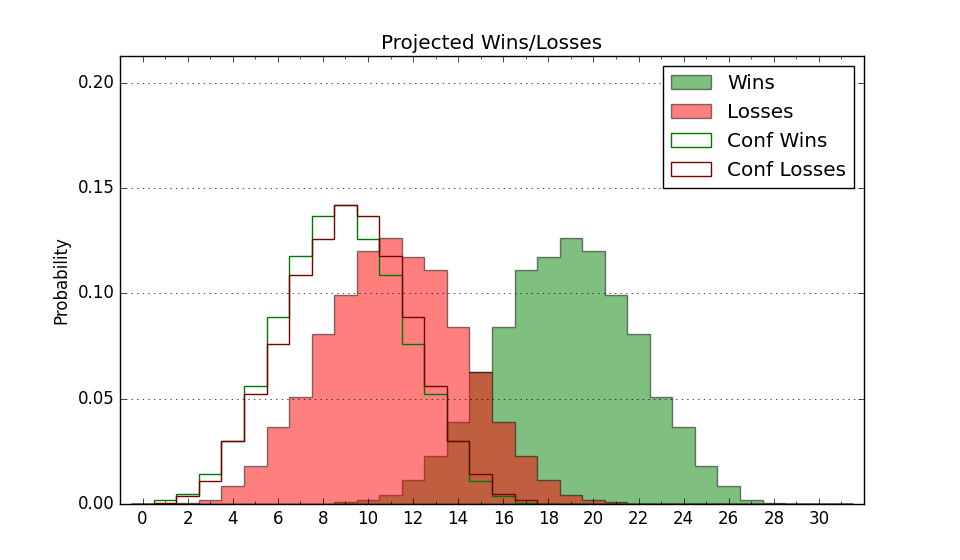 Projected Wins/Losses
Wins
Losses
Conf Wins
Conf Losses
Probability
0.20
0.15
0.10
0.05
0.00
0 2 4 6 8 10 12 14 16 18 20 22 24 26 28 30